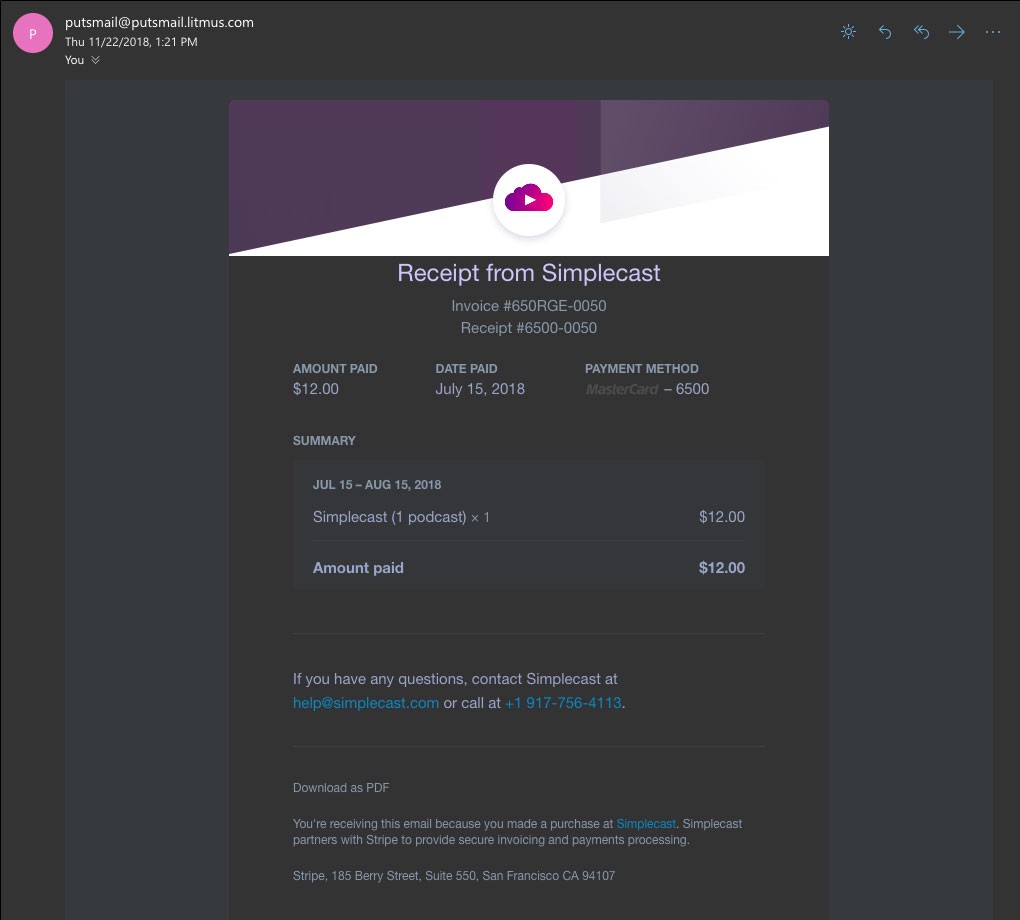 P
putsmail@putsmail.litmus.com
Thu 11/22/2018, 1:21 PM
You
Receipt from Simplecast
Invoice #650RGE-0050
Receipt #6500-0050
AMOUNT PAID DATE PAID PAYMENT METHOD
$12.00 July 15, 2018 MasterCard – 6500
SUMMARY
JUL 15 – AUG 15, 2018
Simplecast (1 podcast) × 1 $12.00
Amount paid $12.00
If you have any questions, contact Simplecast at
help@simplecast.com or call at +1 917-756-4113.
Download as PDF
You're receiving this email because you made a purchase at Simplecast. Simplecast
partners with Stripe to provide secure invoicing and payments processing.
Stripe, 185 Berry Street, Suite 550, San Francisco CA 94107